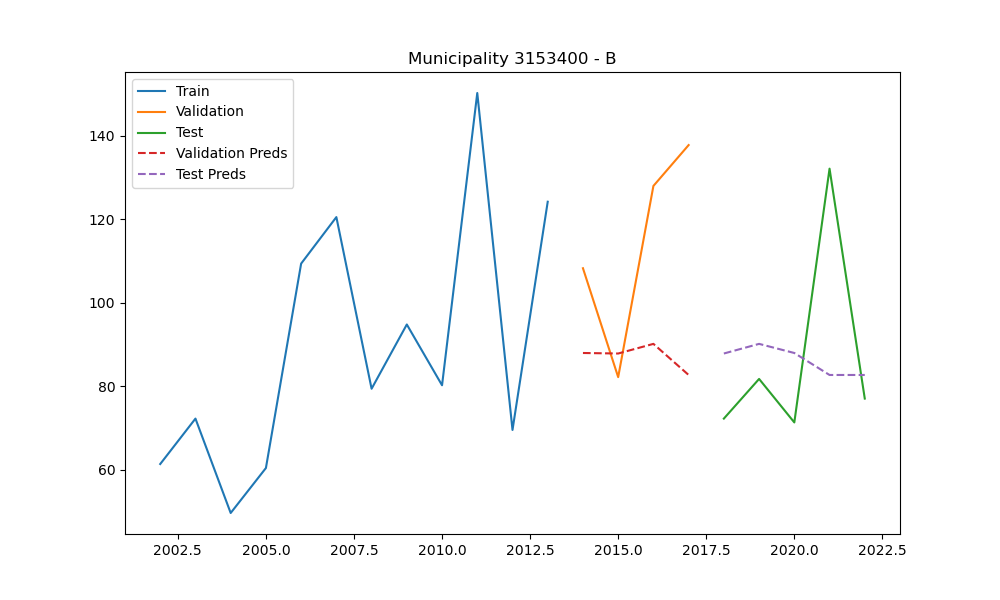 Municipality 3153400 - B
Train
Validation
Test
Validation Preds
Test Preds
140
120
100
80
60
2002.5 2005.0 2007.5 2010.0 2012.5 2015.0 2017.5 2020.0 2022.5